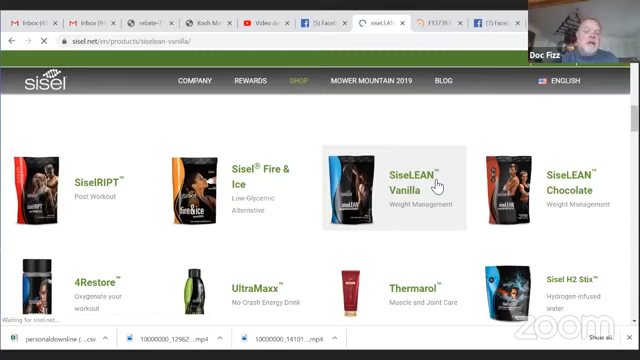 Inbox (4
Inbox (94
rebate-T
Koch Me
Video de
(5) Faceb
siseLEAN
F137393
(7) Faceb
sisel.net/en/products/siselean-vanilla/
Doc Fizz
sisel
COMPANY
REWARDS
SHOP
MOWER MOUNTAIN 2019
BLOG
ENGLISH
SiselRIPT™
Post Workout
Sisel® Fire &
Ice
Low-Glycemic
Alternative
SiseLEAN™
Vanilla
Weight Management
SiseLEAN™
Chocolate
Weight Management
4Restore™
Oxygenate your
workout
UltraMaxx™
No-Crash Energy Drink
Thermarol™
Muscle and Joint Care
Sisel H2 Stix™
Hydrogen-infused
water
Waiting for sisel.net...
personaldownline (....csv
10000000_12962....mp4
10000000_14101....mp4
Show all
zoom